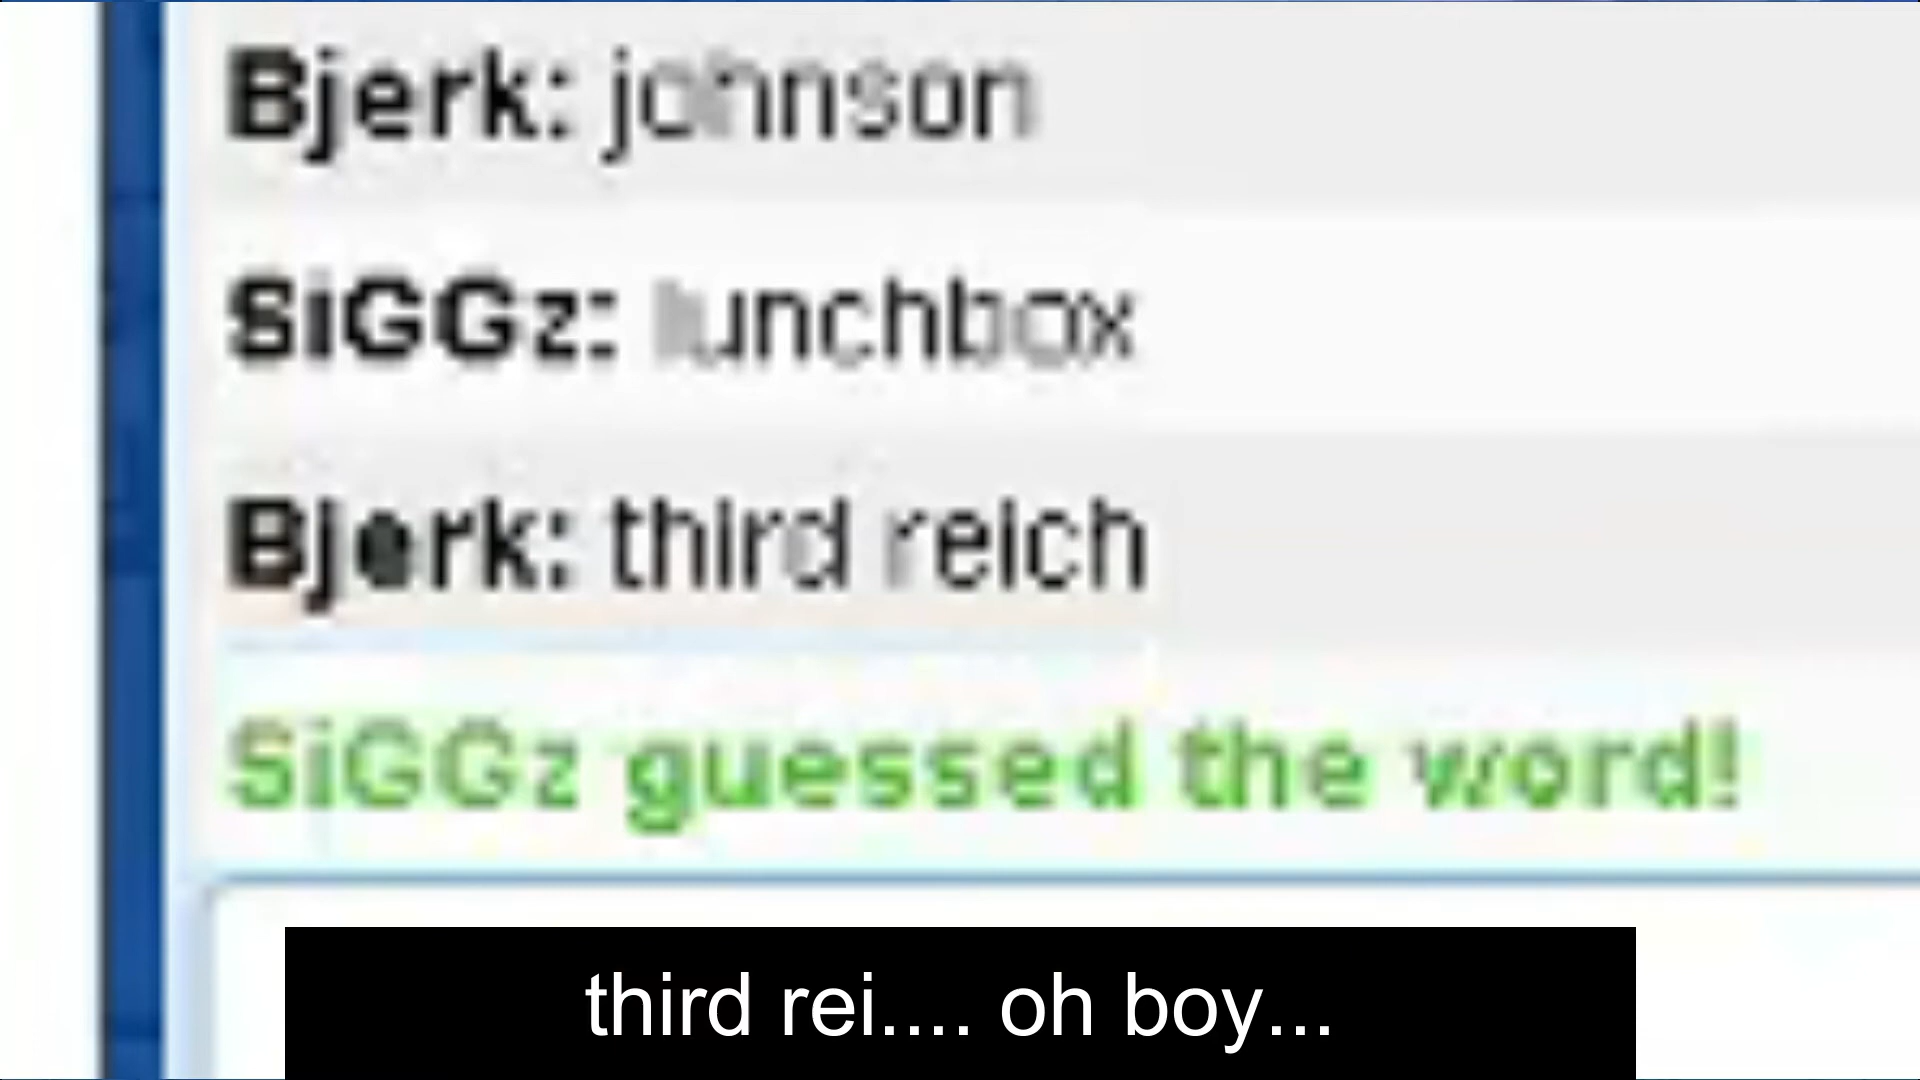 Bjerk: johnson
SiGGz: lunchbox
Bjerk: third reich
SiGGz guessed the word!
third rei.... oh boy...